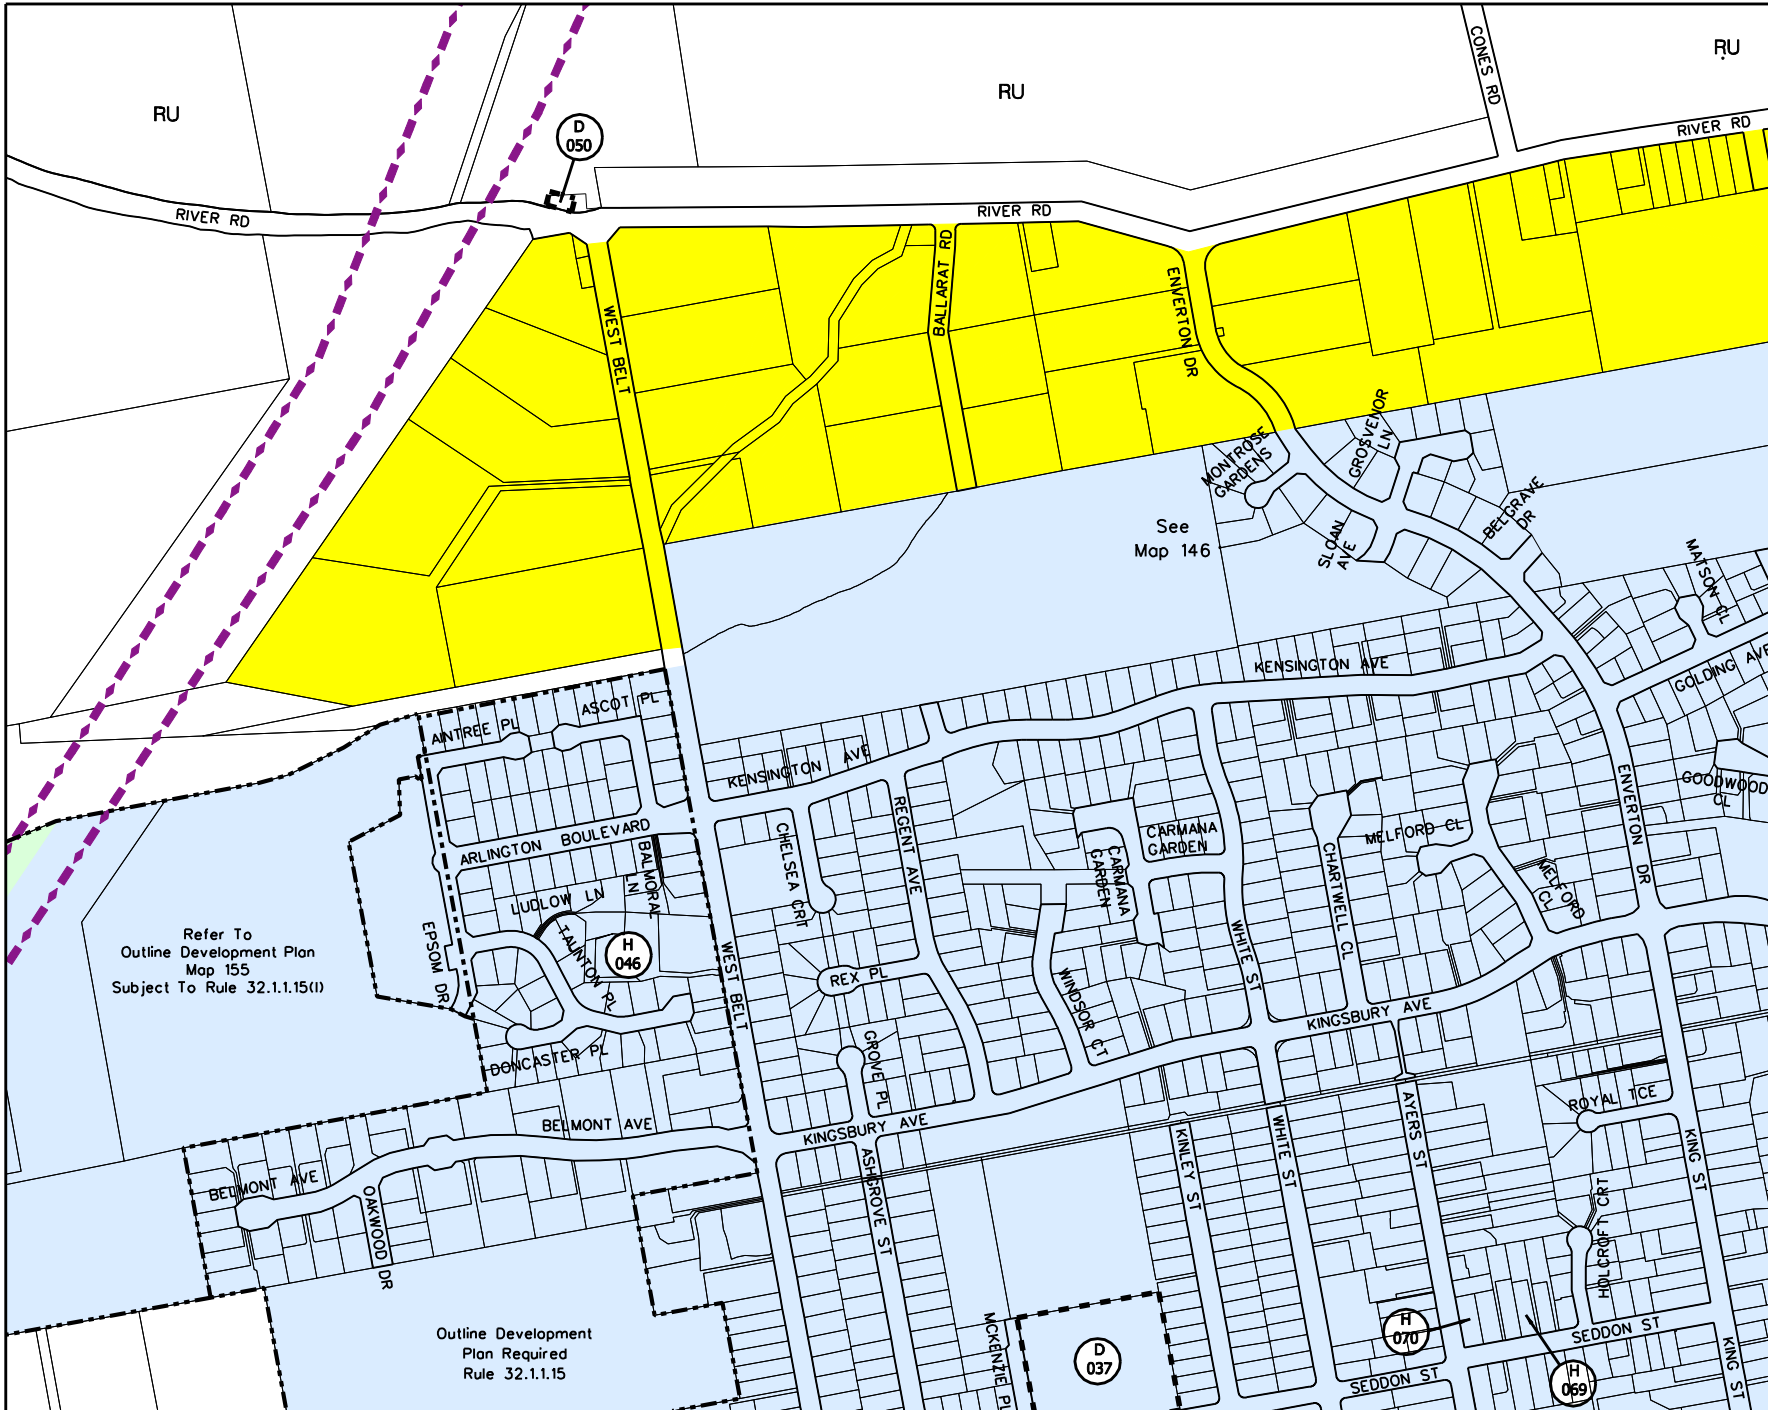 RU
RU
RU
CONES RD
RIVER RD
D
050
RIVER RD
RIVER RD
BALLARAT RD
ENVERTON DR
WEST BELT
GROSVENOR
LN
MONTROSE
GARDENS
BELGRAVE
DR
SLOAN
AVE
See
Map 146
MATSON CL
KENSINGTON AVE
GOLDING AVE
ASCOT PL
AINTREE PL
KENSINGTON AVE
ENVERTON DR
GOODWOOD
CL
REGENT AVE
CHELSEA CRT
ARLINGTON BOULEVARD
BALMORAL
LN
CARMANA
GARDEN
CARMANA
GARDEN
CHARTWELL CL
MELFORD CL
MELFORD
CL
LUDLOW LN
TAUNTON PL
H
046
EPSOM DR
Refer To
Outline Development Plan
Map 155
Subject To Rule 32.1.1.15(l)
WEST BELT
REX PL
WHITE ST
WINDSOR CT
KINGSBURY AVE
GROVE PL
DONCASTER PL
BELMONT AVE
KINGSBURY AVE
ROYAL TCE
AYERS ST
KINLEY ST
WHITE ST
KING ST
BELMONT AVE
OAKWOOD DR
ASHGROVE ST
HOLCROFT CRT
MCKENZIE PL
D
037
H
070
H
069
SEDDON ST
SEDDON ST
KING ST
Outline Development
Plan Required
Rule 32.1.1.15